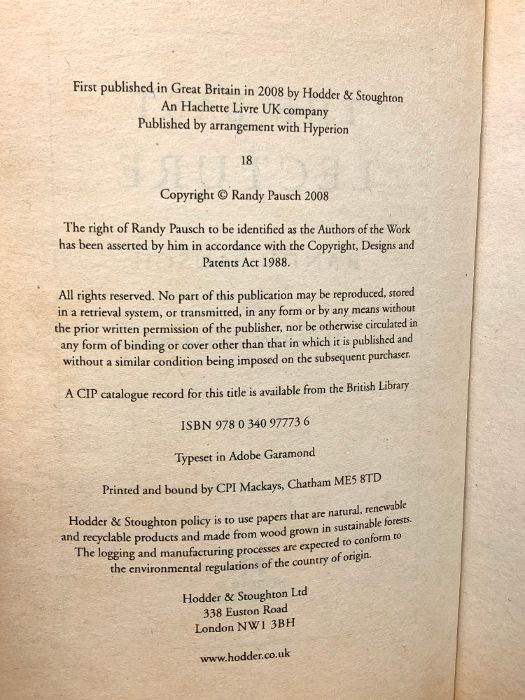 First published in Great Britain in 2008 by Hodder & Stoughton
An Hachette Livre UK company
Published by arrangement with Hyperion
18
Copyright © Randy Pausch 2008
The right of Randy Pausch to be identified as the Authors of the Work
has been asserted by him in accordance with the Copyright, Designs and
Patents Act 1988.
All rights reserved. No part of this publication may be reproduced, stored
in a retrieval system, or transmitted, in any form or by any means without
the prior written permission of the publisher, nor be otherwise circulated in
any form of binding or cover other than that in which it is published and
without a similar condition being imposed on the subsequent purchaser.
A CIP catalogue record for this title is available from the British Library
ISBN 978 0 340 97773 6
Typeset in Adobe Garamond
Printed and bound by CPI Mackays, Chatham ME5 8TD
Hodder & Stoughton policy is to use papers that are natural, renewable
and recyclable products and made from wood grown in sustainable forests.
The logging and manufacturing processes are expected to conform to
the environmental regulations of the country of origin.
Hodder & Stoughton Ltd
338 Euston Road
London NW1 3BH
www.hodder.co.uk